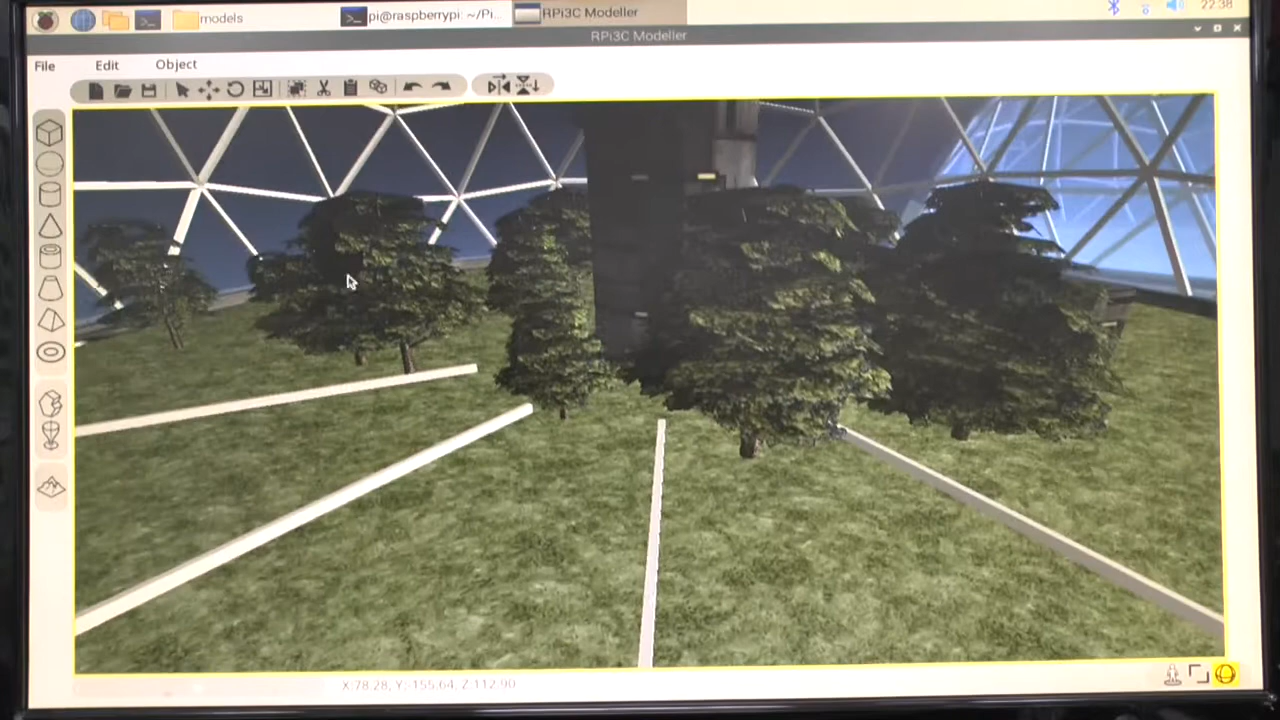 models
pi@raspberrypi: ~/Pi...
RPi3C Modeller
22:38
RPi3C Modeller
File Edit Object
X:78.28, Y:-155.64, Z:112.90